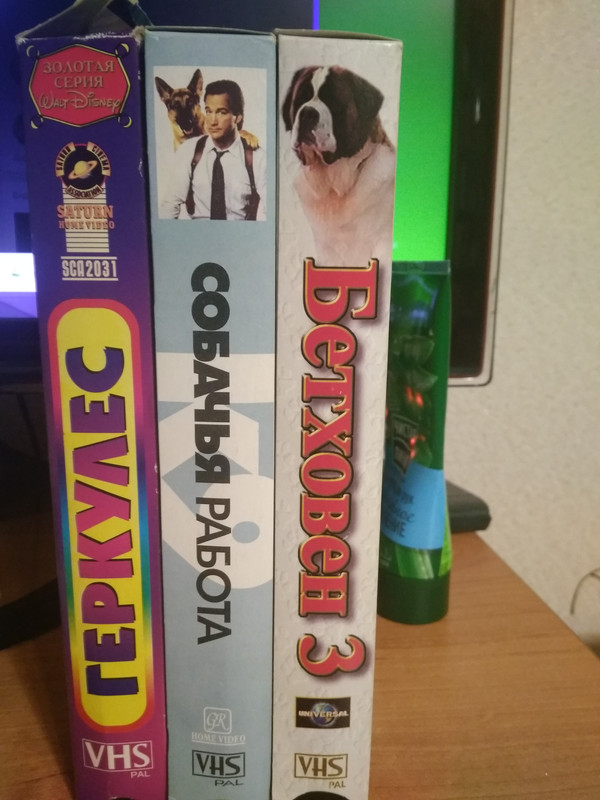 ЗОЛОТАЯ
СЕРИЯ
Walt Disney
SATURN
HOME VIDEO
SCA2031
ГЕРКУЛЕС
VHS
PAL
СОБАЧЬЯ РАБОТА
HOME VIDEO
VHS
PAL
Бетховен 3
UNIVERSAL
VHS
PAL